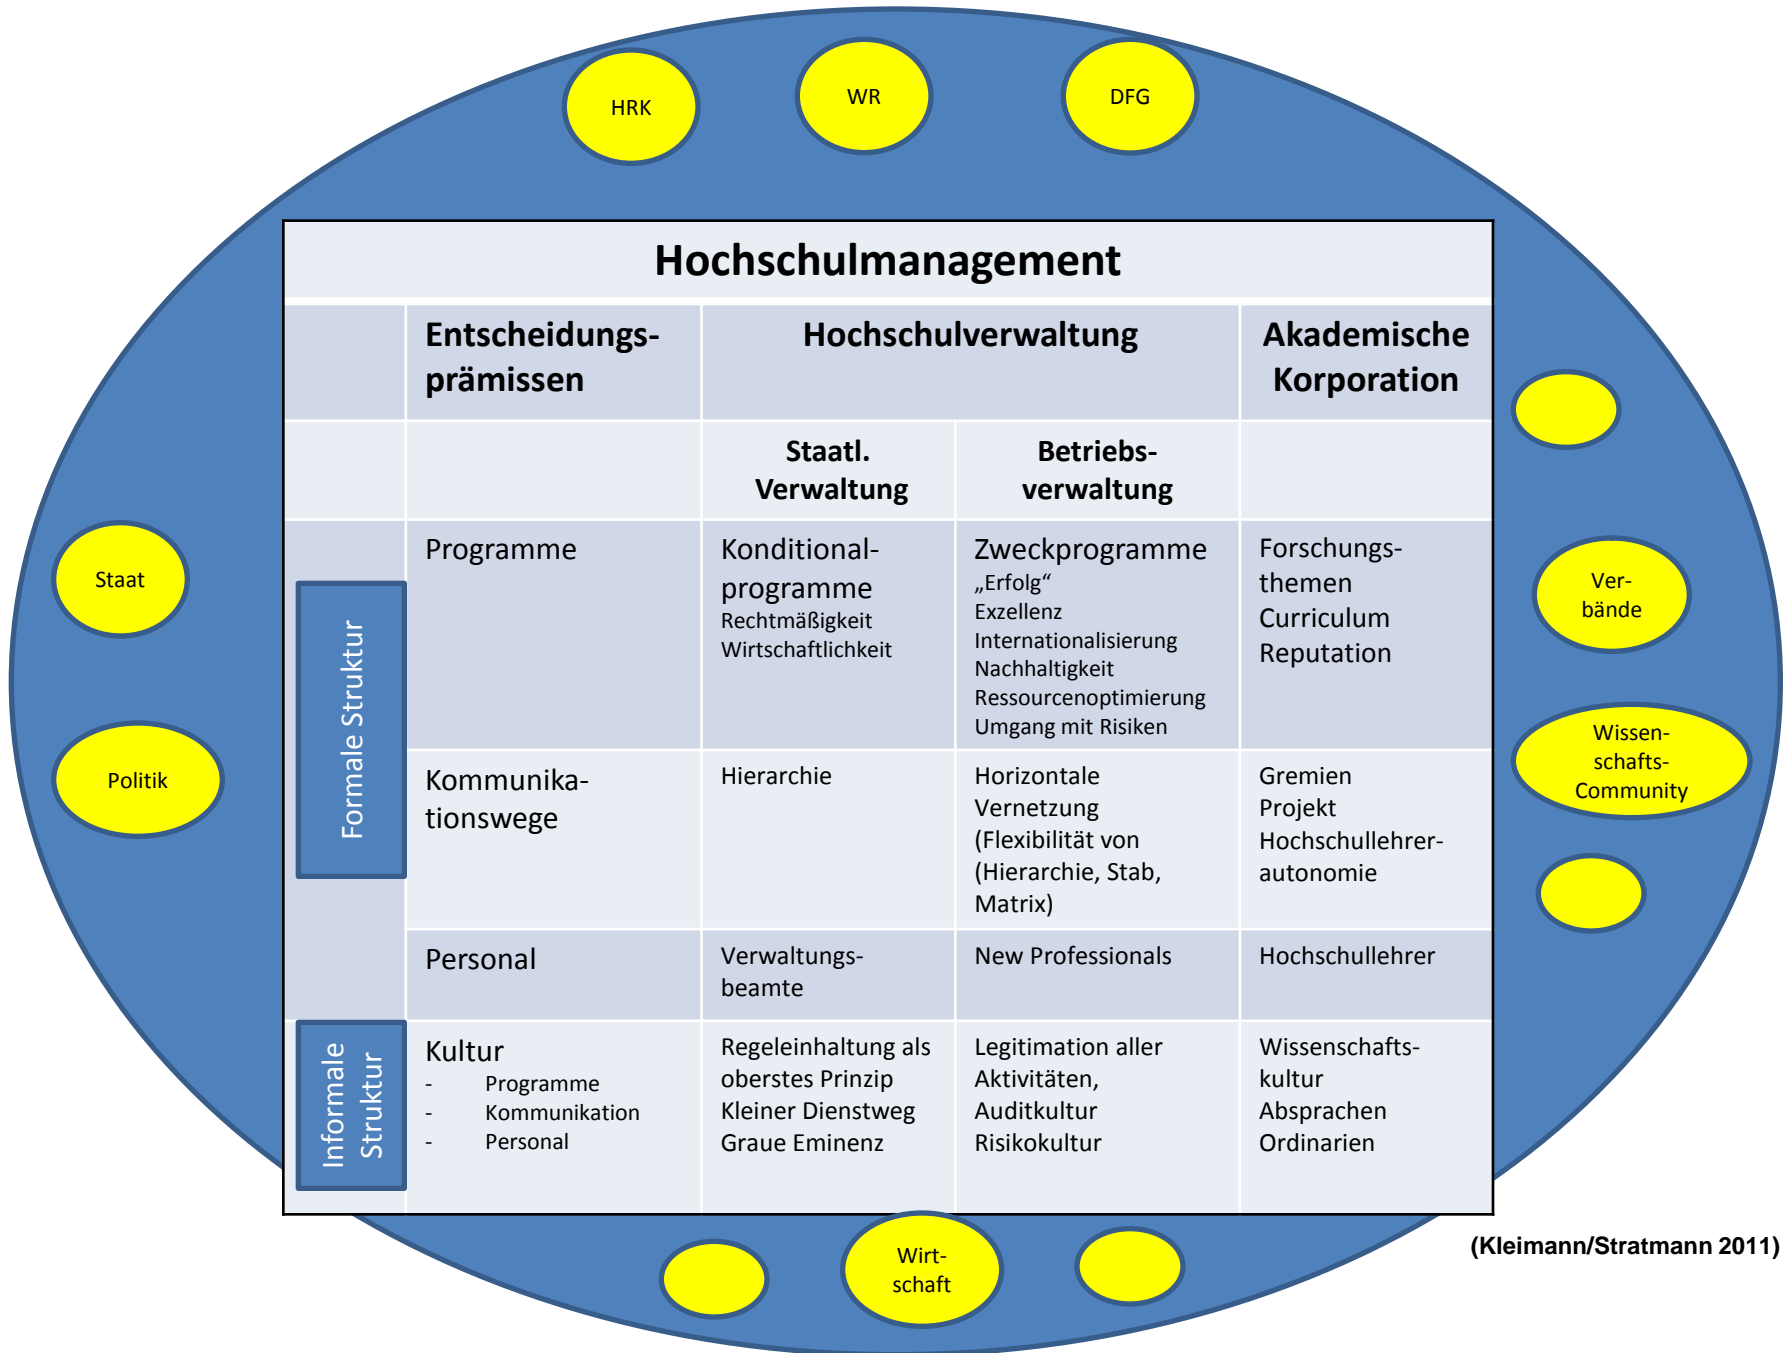 HRK
WR
DFG
Hochschulmanagement
Entscheidungs-
prämissen
Hochschulverwaltung
Akademische
Korporation
Staatl.
Verwaltung
Betriebs-
verwaltung
Formale Struktur
Programme
Konditional-
programme
Rechtmäßigkeit
Wirtschaftlichkeit
Zweckprogramme
„Erfolg“
Exzellenz
Internationalisierung
Nachhaltigkeit
Ressourcenoptimierung
Umgang mit Risiken
Forschungs-
themen
Curriculum
Reputation
Kommunika-
tionswege
Hierarchie
Horizontale
Vernetzung
(Flexibilität von
(Hierarchie, Stab,
Matrix)
Gremien
Projekt
Hochschullehrer-
autonomie
Personal
Verwaltungs-
beamte
New Professionals
Hochschullehrer
Informale
Struktur
Kultur
- Programme
- Kommunikation
- Personal
Regeleinhaltung als
oberstes Prinzip
Kleiner Dienstweg
Graue Eminenz
Legitimation aller
Aktivitäten,
Auditkultur
Risikokultur
Wissenschafts-
kultur
Absprachen
Ordinarien
Staat
Politik
Ver-
bände
Wissen-
schafts-
Community
Wirt-
schaft
(Kleimann/Stratmann 2011)